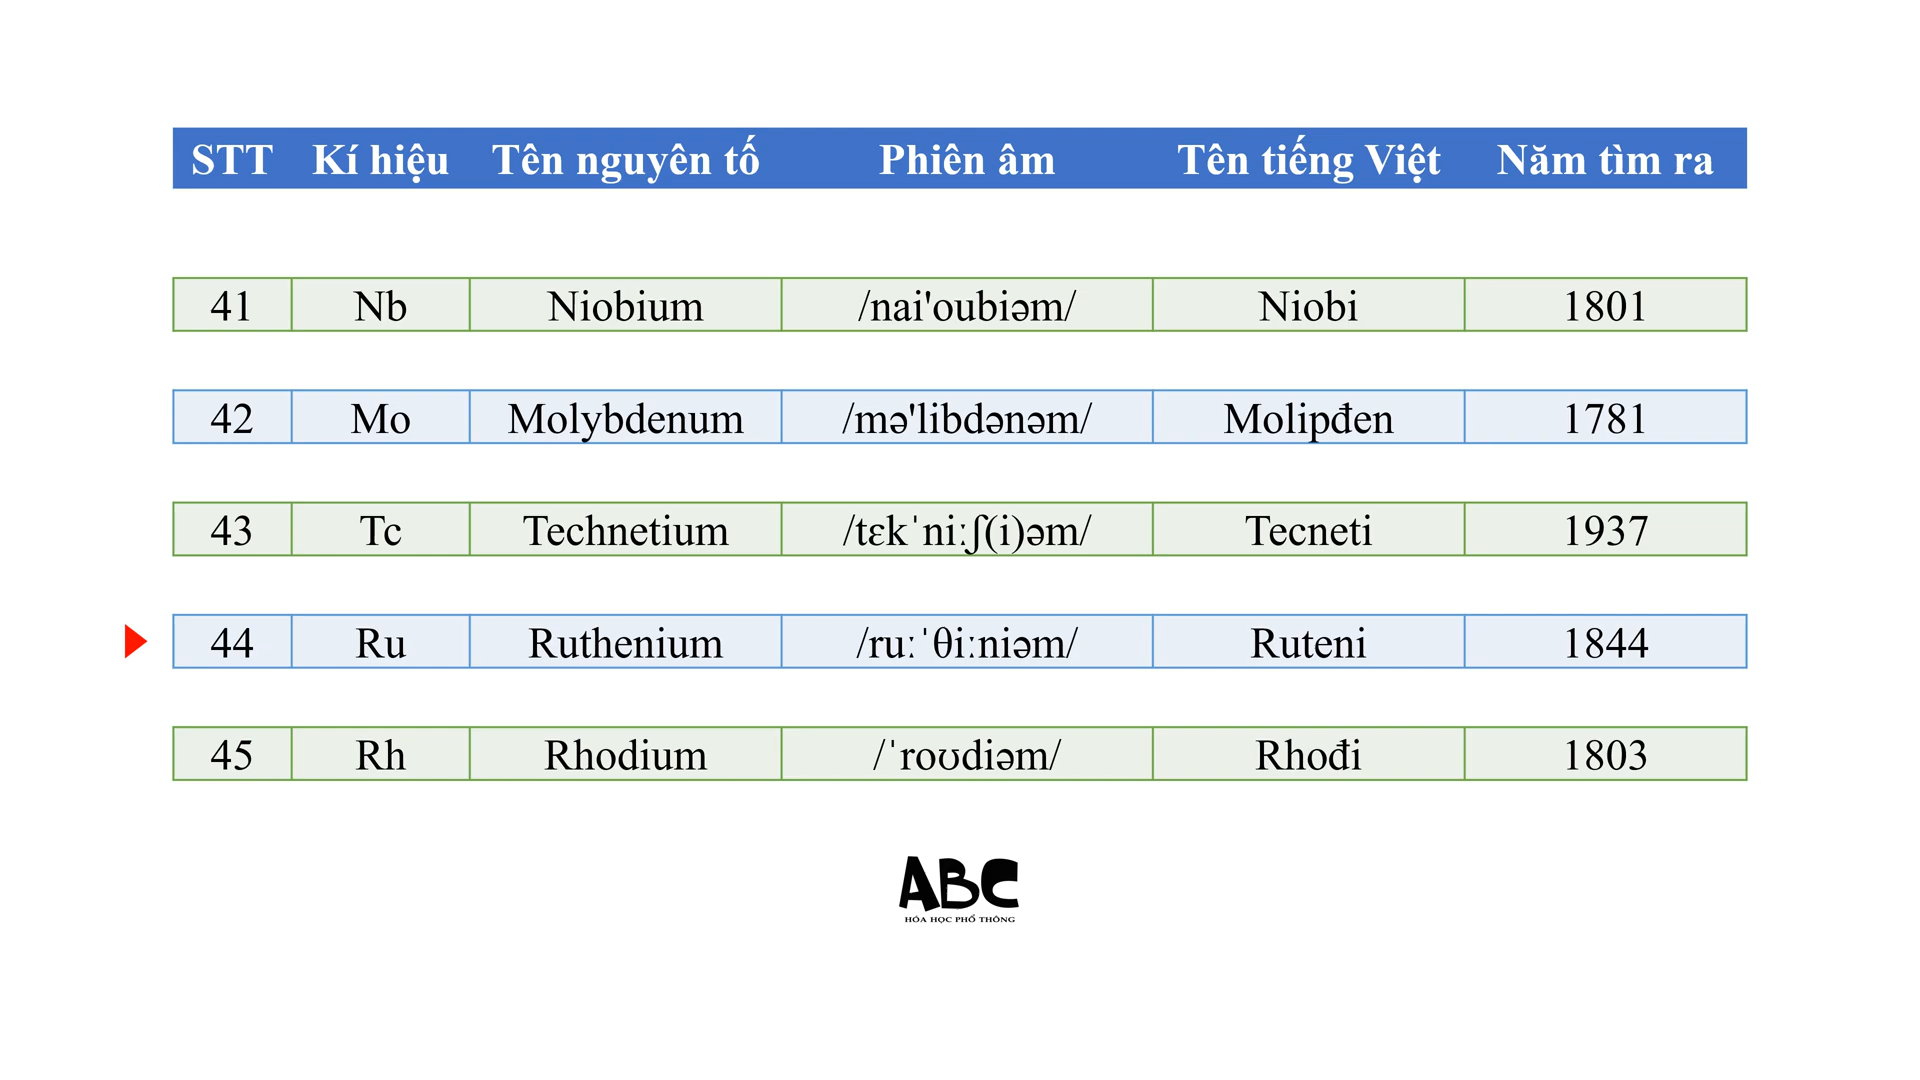 STT Kí hiệu Tên nguyên tố Phiên âm Tên tiếng Việt Năm tìm ra
41 Nb Niobium /nai'oubiəm/ Niobi 1801
42 Mo Molybdenum /mə'libdənəm/ Molipđen 1781
43 Tc Technetium /tɛkˈniːʃ(i)əm/ Tecneti 1937
44 Ru Ruthenium /ruːˈθiːniəm/ Ruteni 1844
45 Rh Rhodium /ˈroʊdiəm/ Rhođi 1803
ABC
HÓA HỌC PHỔ THÔNG